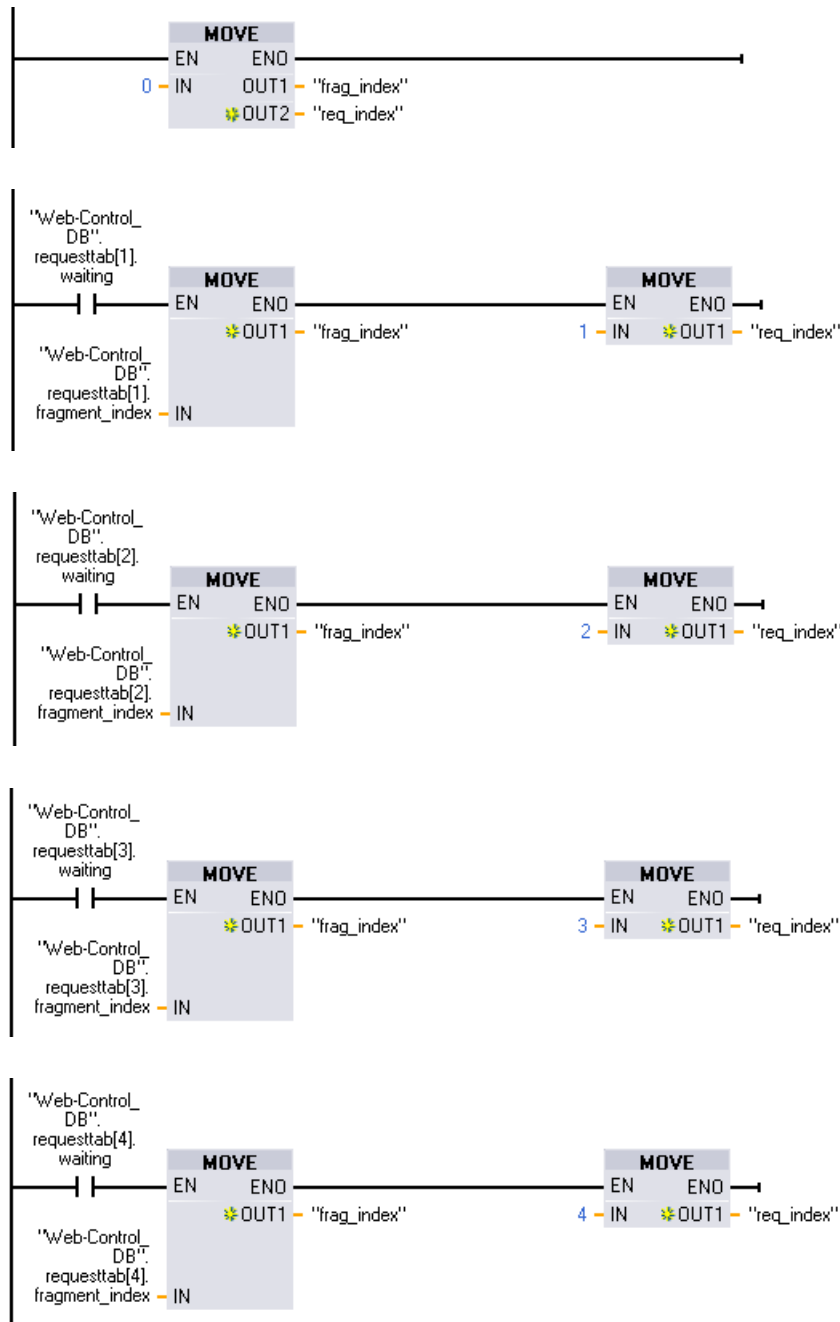 MOVE
EN ENO
0 IN OUT1 "frag_index"
OUT2 "req_index"
"Web-Control_
DB".
requesttab[1].
waiting
MOVE MOVE
EN ENO EN ENO
OUT1 "frag_index" 1 IN OUT1 "req_index"
"Web-Control_
DB".
requesttab[1].
fragment_index IN
"Web-Control_
DB".
requesttab[2].
waiting
MOVE MOVE
EN ENO EN ENO
OUT1 "frag_index" 2 IN OUT1 "req_index"
"Web-Control_
DB".
requesttab[2].
fragment_index IN
"Web-Control_
DB".
requesttab[3].
waiting
MOVE MOVE
EN ENO EN ENO
OUT1 "frag_index" 3 IN OUT1 "req_index"
"Web-Control_
DB".
requesttab[3].
fragment_index IN
"Web-Control_
DB".
requesttab[4].
waiting
MOVE MOVE
EN ENO EN ENO
OUT1 "frag_index" 4 IN OUT1 "req_index"
"Web-Control_
DB".
requesttab[4].
fragment_index IN